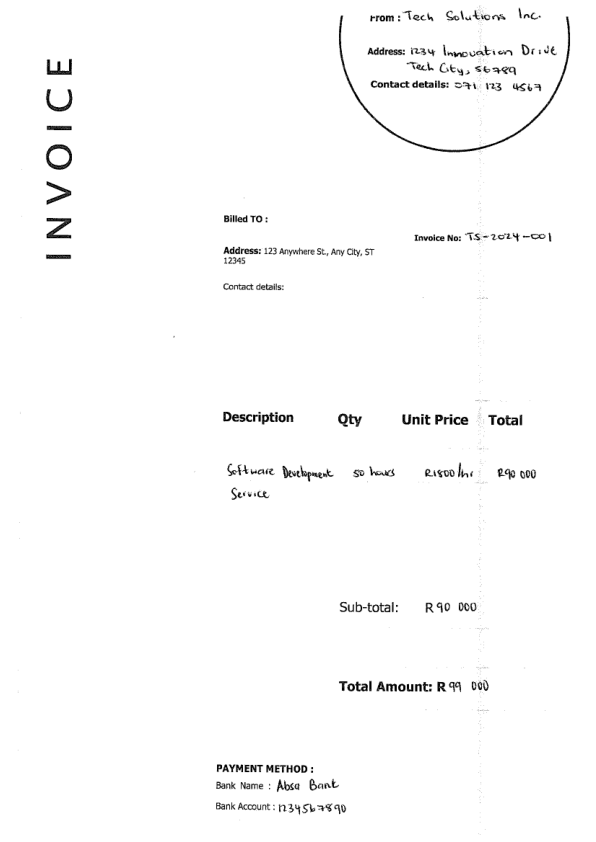 INVOICE
From : Tech Solutions Inc.
Address: 1234 Innovation Drive
Tech City, 56789
Contact details: 071 123 4567
Billed TO :
Invoice No: TS-2024-001
Address: 123 Anywhere St., Any City, ST
12345
Contact details:
Description Qty Unit Price Total
Software Development 50 hours R1800/hr R90 000
Service
Sub-total: R 90 000
Total Amount: R 99 000
PAYMENT METHOD :
Bank Name : Absa Bank
Bank Account : 1234567890